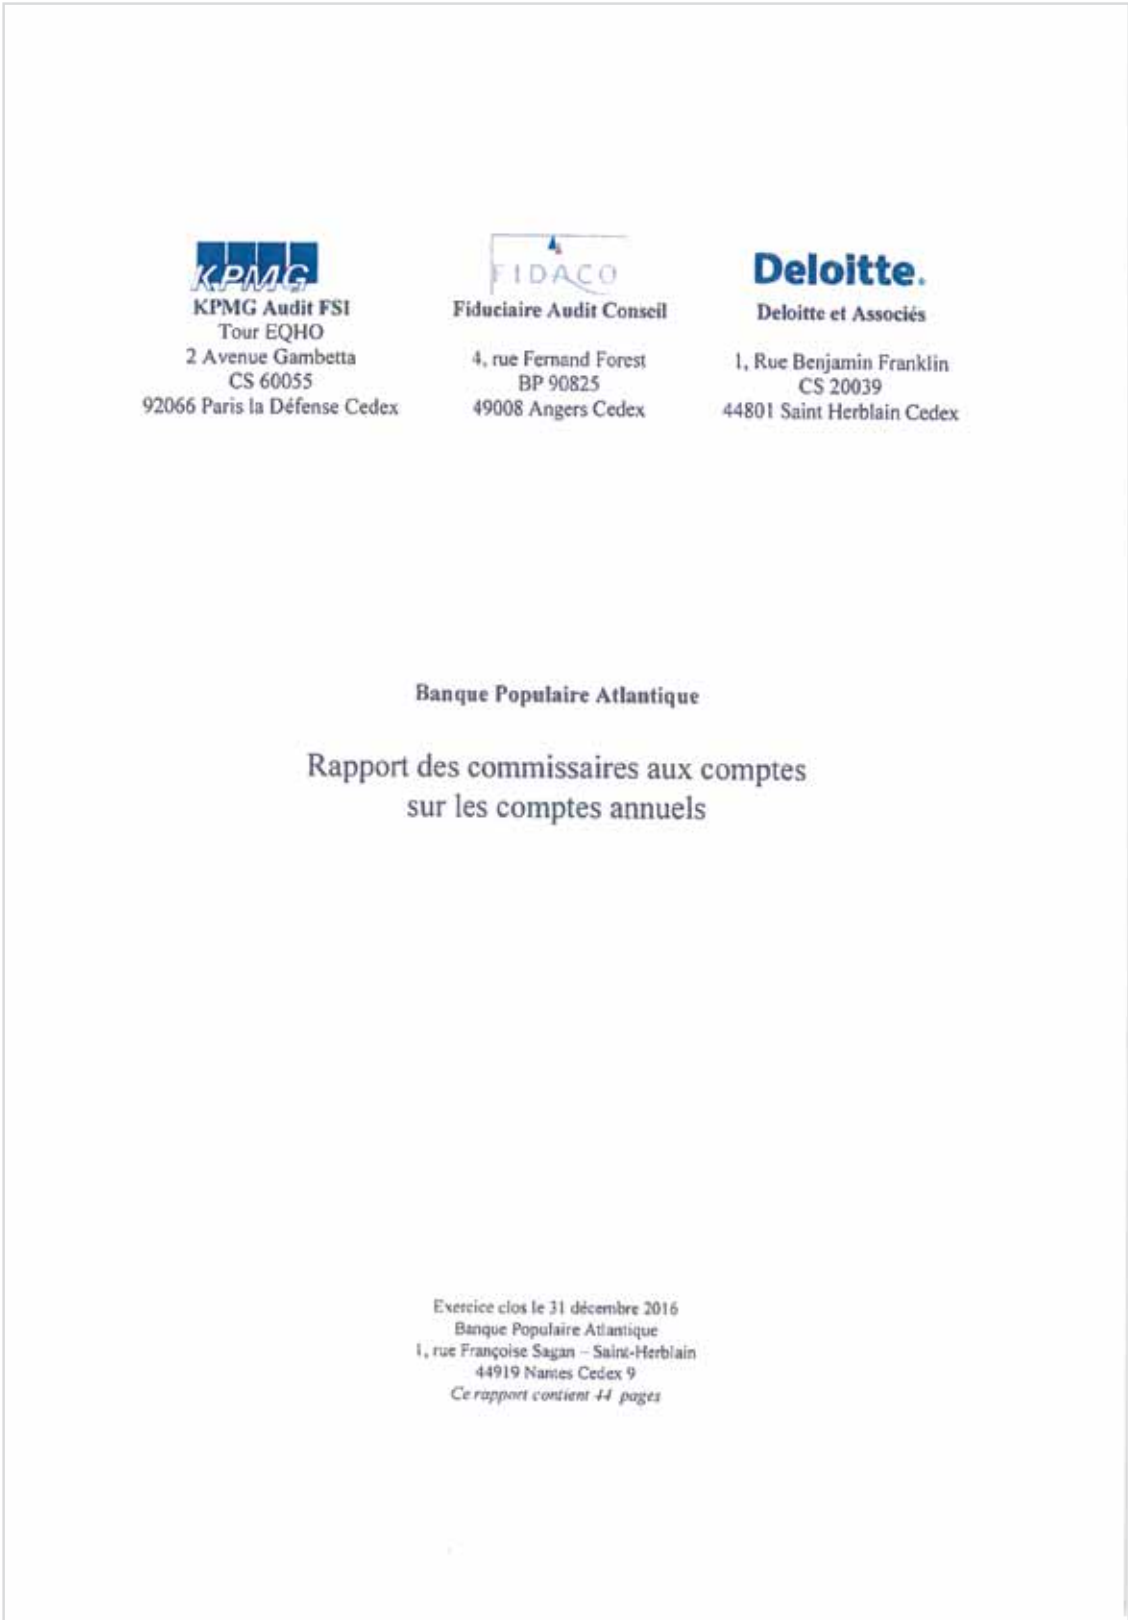 KPMG
KPMG Audit FSI
Tour EQHO
2 Avenue Gambetta
CS 60055
92066 Paris la Défense Cedex
FIDACO
Fiduciaire Audit Conseil
4, rue Fernand Forest
BP 90825
49008 Angers Cedex
Deloitte.
Deloitte et Associés
1, Rue Benjamin Franklin
CS 20039
44801 Saint Herblain Cedex
Banque Populaire Atlantique
Rapport des commissaires aux comptes
sur les comptes annuels
Exercice clos le 31 décembre 2016
Banque Populaire Atlantique
1, rue Françoise Sagan – Saint-Herblain
44919 Nantes Cedex 9
Ce rapport contient 44 pages